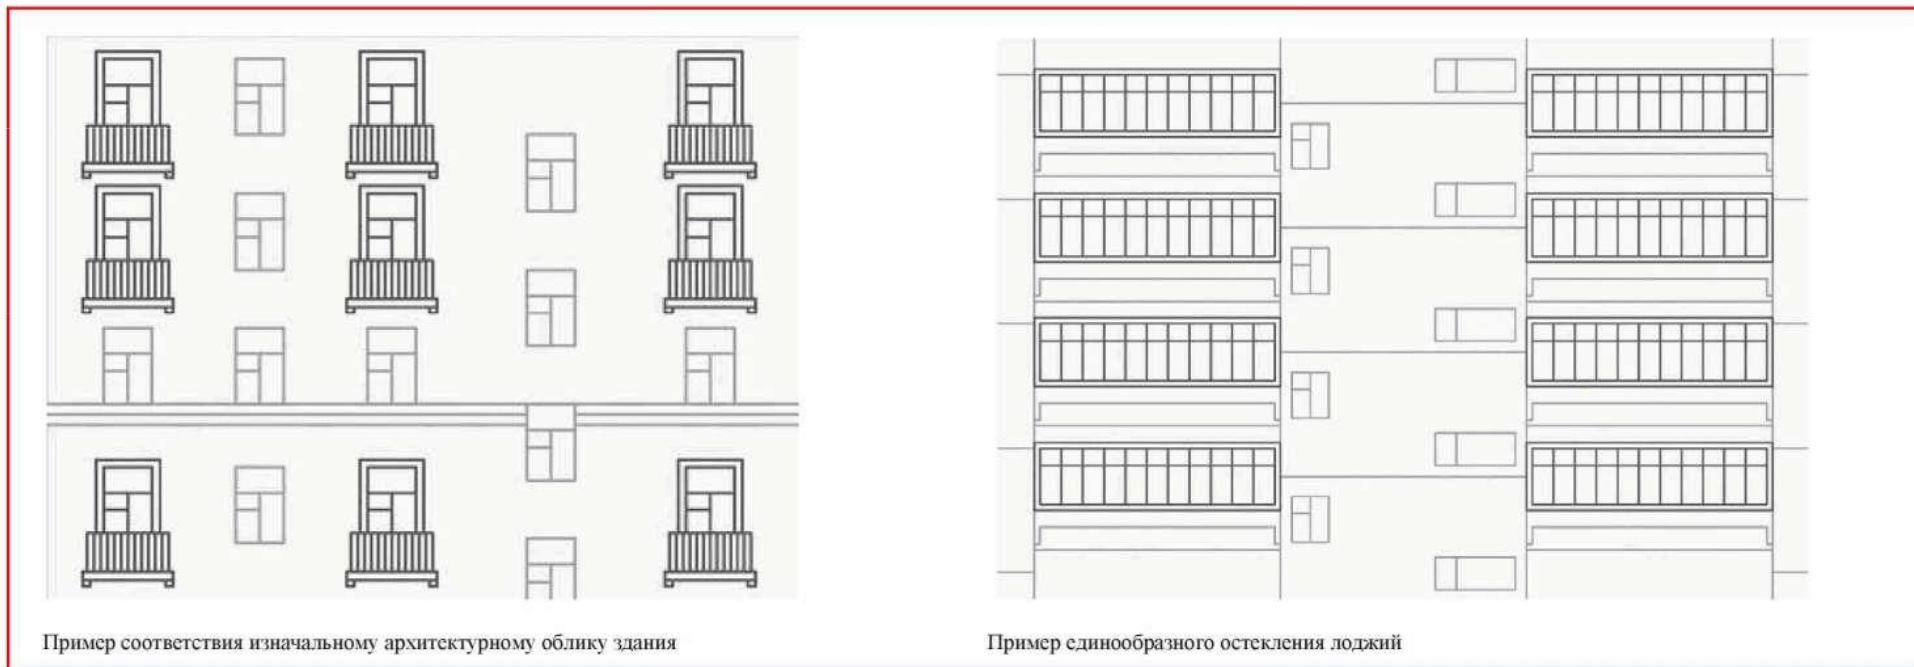 Пример соответствия изначальному архитектурному облику здания
Пример единообразного остекления лоджий